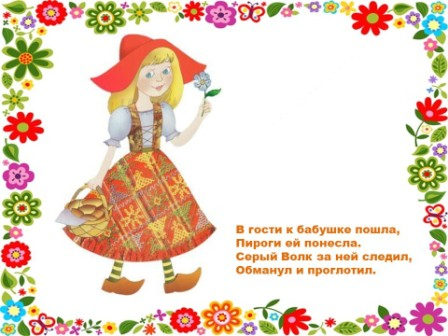 В гости к бабушке пошла,
Пироги ей понесла.
Серый Волк за ней следил,
Обманул и проглотил.